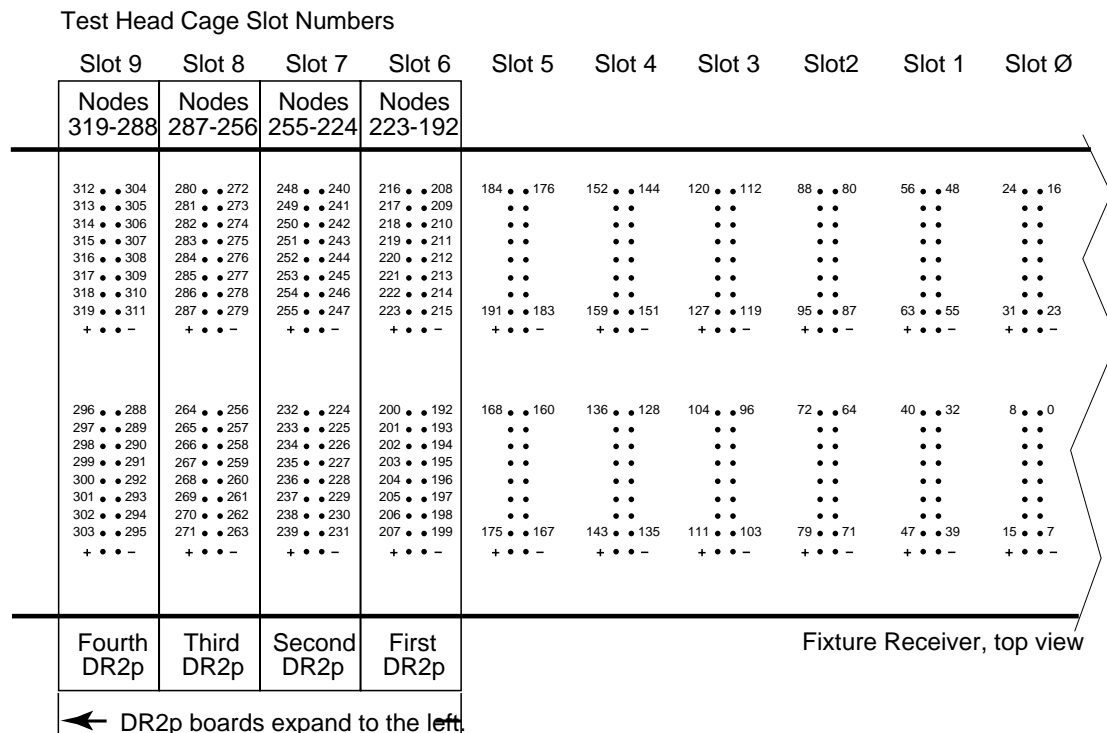 Test Head Cage Slot Numbers
Slot 9 Slot 8 Slot 7 Slot 6 Slot 5 Slot 4 Slot 3 Slot2 Slot 1 Slot Ø
Nodes Nodes Nodes Nodes
319-288 287-256 255-224 223-192
312 304 280 272 248 240 216 208 184 176 152 144 120 112 88 80 56 48 24 16
313 305 281 273 249 241 217 209
314 306 282 274 250 242 218 210
315 307 283 275 251 243 219 211
316 308 284 276 252 244 220 212
317 309 285 277 253 245 221 213
318 310 286 278 254 246 222 214
319 311 287 279 255 247 223 215 191 183 159 151 127 119 95 87 63 55 31 23
+ – + – + – + – + – + – + – + – + – + –
296 288 264 256 232 224 200 192 168 160 136 128 104 96 72 64 40 32 8 0
297 289 265 257 233 225 201 193
298 290 266 258 234 226 202 194
299 291 267 259 235 227 203 195
300 292 268 260 236 228 204 196
301 293 269 261 237 229 205 197
302 294 270 262 238 230 206 198
303 295 271 263 239 231 207 199 175 167 143 135 111 103 79 71 47 39 15 7
+ – + – + – + – + – + – + – + – + – + –
Fourth Third Second First
DR2p DR2p DR2p DR2p
Fixture Receiver, top view
DR2p boards expand to the left.